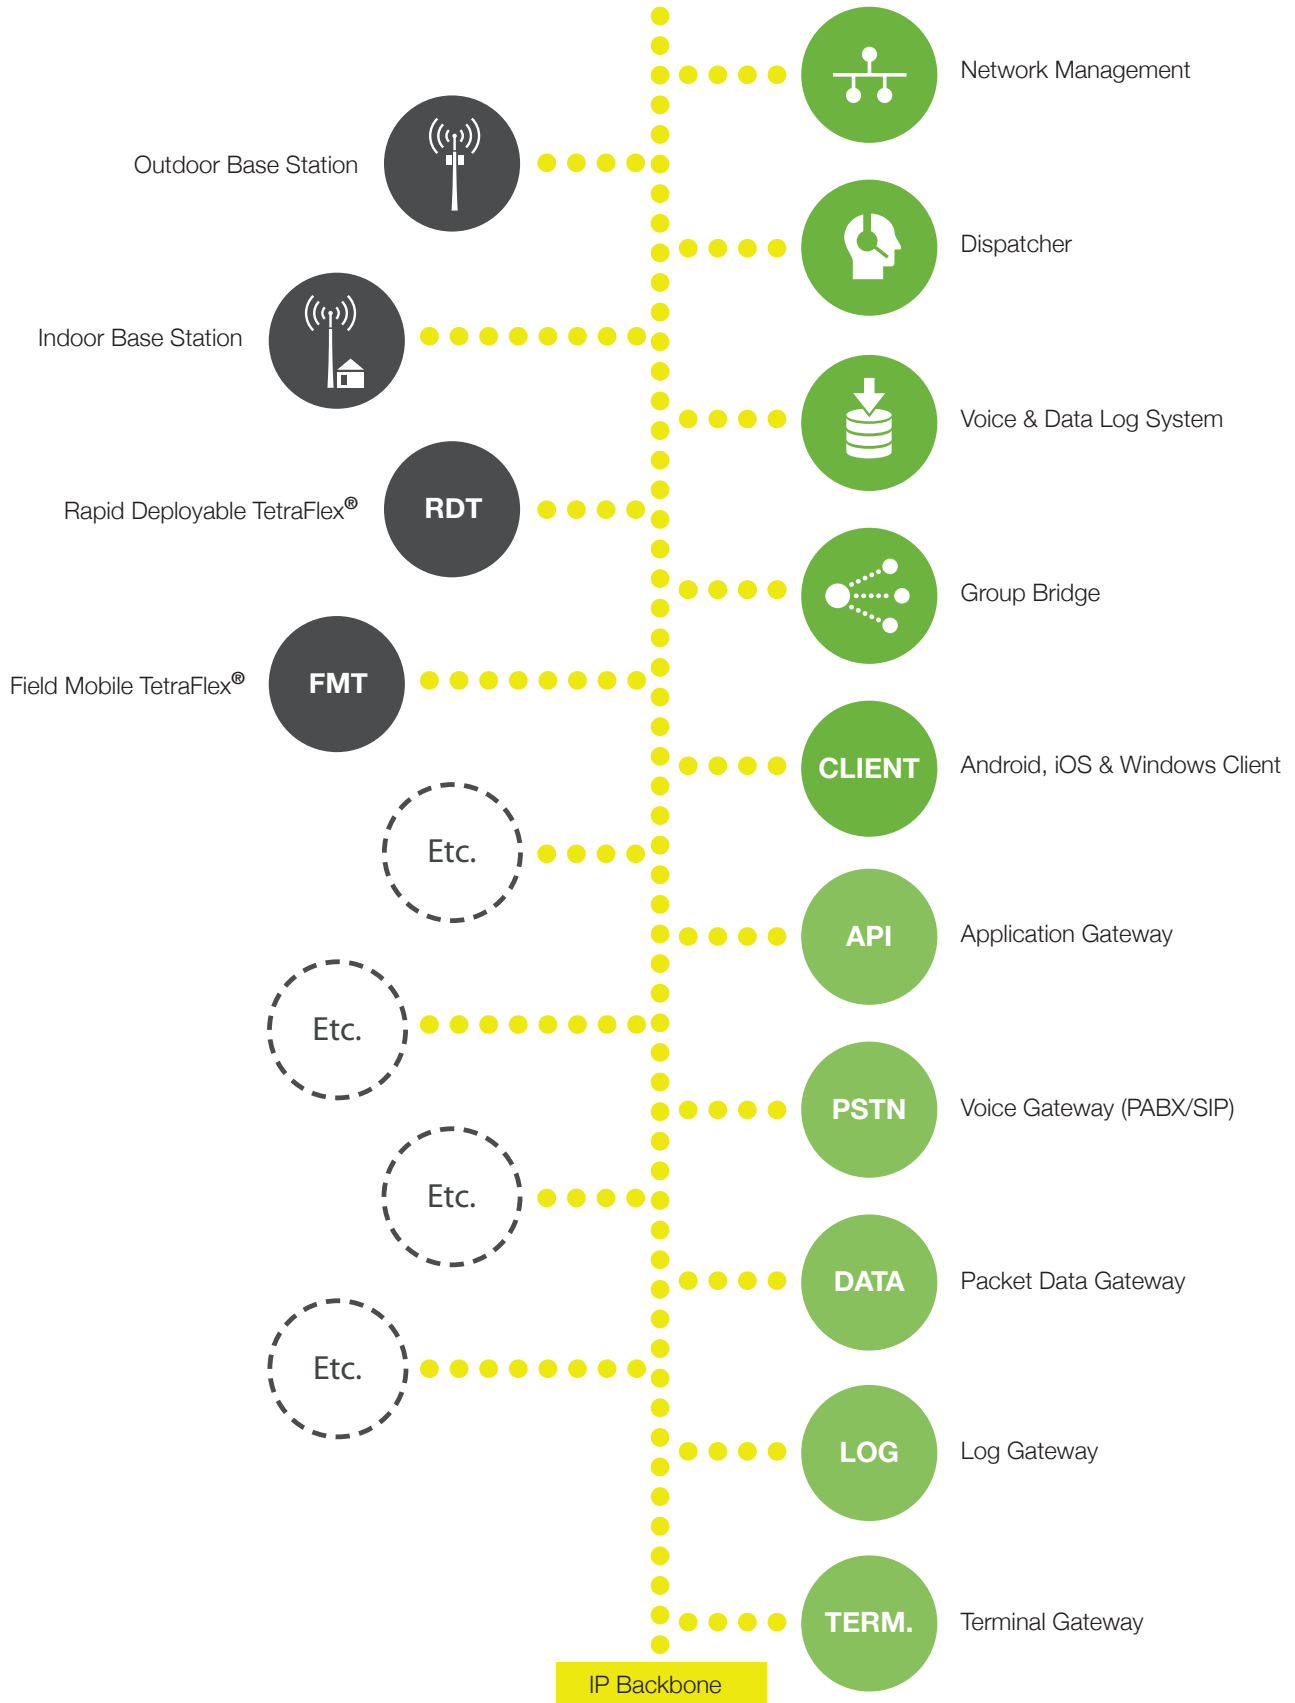 Network Management
Outdoor Base Station
Dispatcher
Indoor Base Station
Voice & Data Log System
Rapid Deployable TetraFlex®
RDT
Group Bridge
Field Mobile TetraFlex®
FMT
CLIENT
Android, iOS & Windows Client
Etc.
API
Application Gateway
Etc.
PSTN
Voice Gateway (PABX/SIP)
Etc.
DATA
Packet Data Gateway
Etc.
LOG
Log Gateway
TERM.
Terminal Gateway
IP Backbone